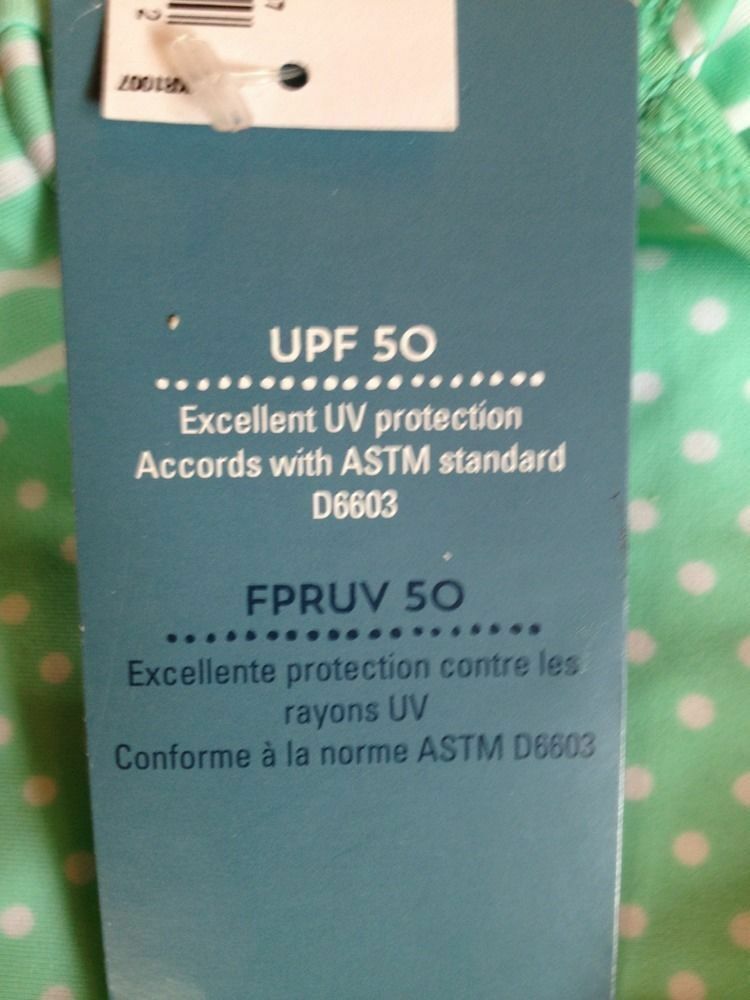 UPF 50
Excellent UV protection
Accords with ASTM standard
D6603
FPRUV 50
Excellente protection contre les
rayons UV
Conforme à la norme ASTM D6603